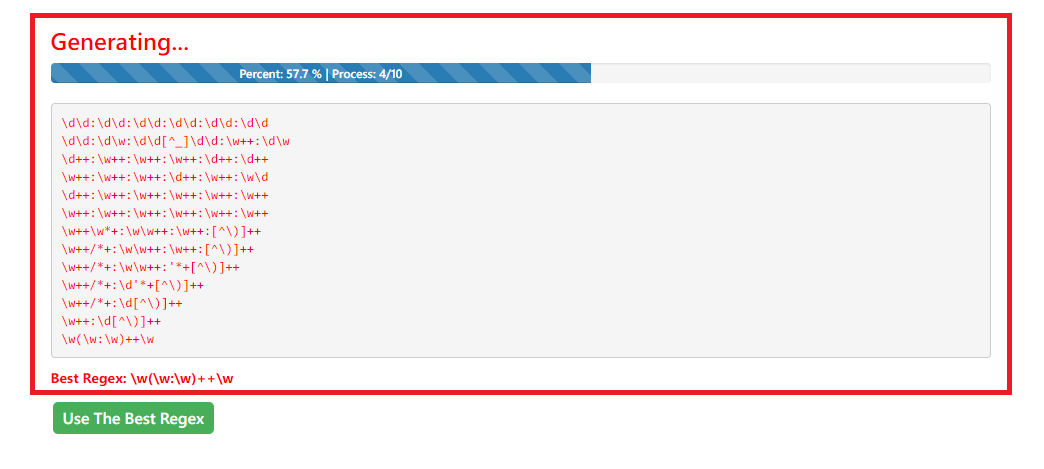 Generating...
Percent: 57.7 % | Process: 4/10
\d\d:\d\d:\d\d:\d\d:\d\d:\d\d
\d\d:\d\w:\d\d[^_]\d\d:\w++:\d\w
\d++:\w++:\w++:\w++:\d++:\d++
\w++:\w++:\w++:\d++:\w++:\w\d
\d++:\w++:\w++:\w++:\w++:\w++
\w++:\w++:\w++:\w++:\w++:\w++
\w++\w*+:\w\w++:\w++:[^\)]++
\w++/*+:\w\w++:\w++:[^\)]++
\w++/*+:\w\w++:'*+[^\)]++
\w++/*+:\d'*+[^\)]++
\w++/*+:\d[^\)]++
\w++:\d[^\)]++
\w(\w:\w)++\w
Best Regex: \w(\w:\w)++\w
Use The Best Regex